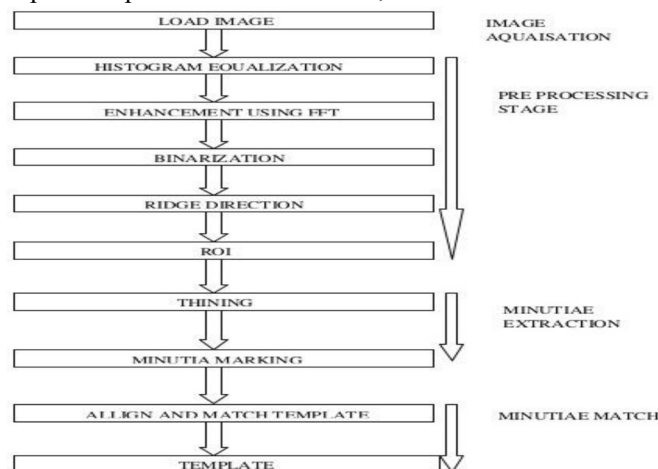 LOAD IMAGE
IMAGE
AQUAISATION
HISTOGRAM EQUALIZATION
PRE PROCESSING
STAGE
ENHANCEMENT USING FFT
BINARIZATION
RIDGE DIRECTION
ROI
THINING
MINUTIAE
EXTRACTION
MINUTIA MARKING
ALLIGN AND MATCH TEMPLATE
MINUTIAE MATCH
TEMPLATE